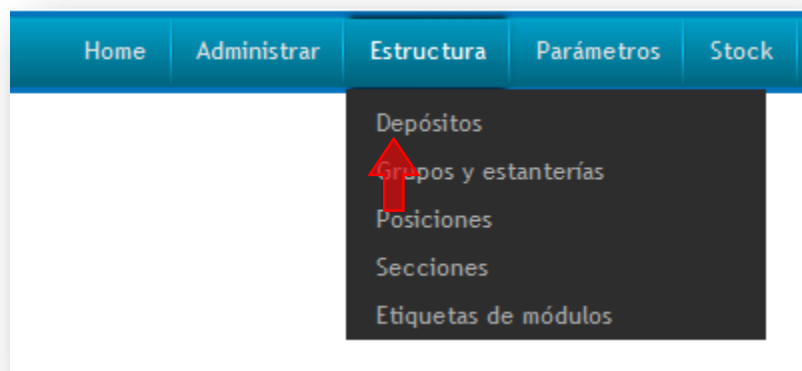 Home Administrar Estructura Parámetros Stock
Depósitos
Grupos y estanterías
Posiciones
Secciones
Etiquetas de módulos